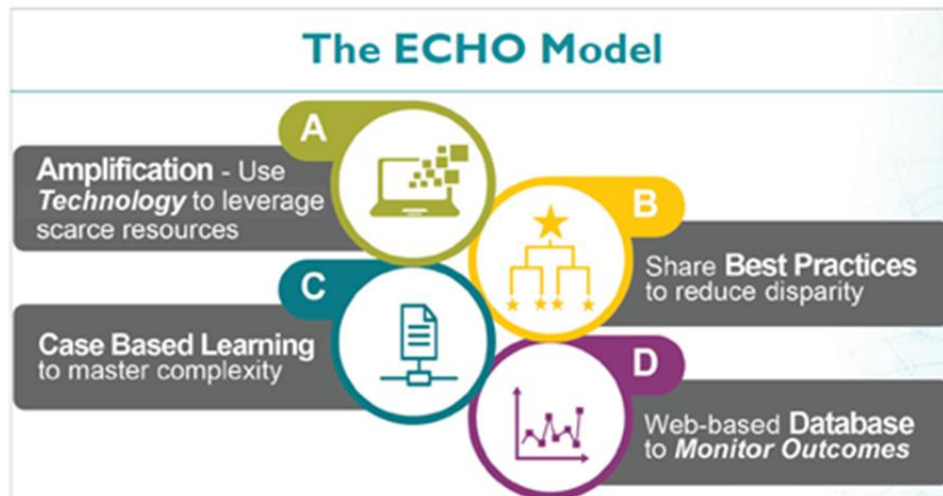 The ECHO Model
A
Amplification - Use
Technology to leverage
scarce resources
B
Share Best Practices
to reduce disparity
C
Case Based Learning
to master complexity
D
Web-based Database
to Monitor Outcomes